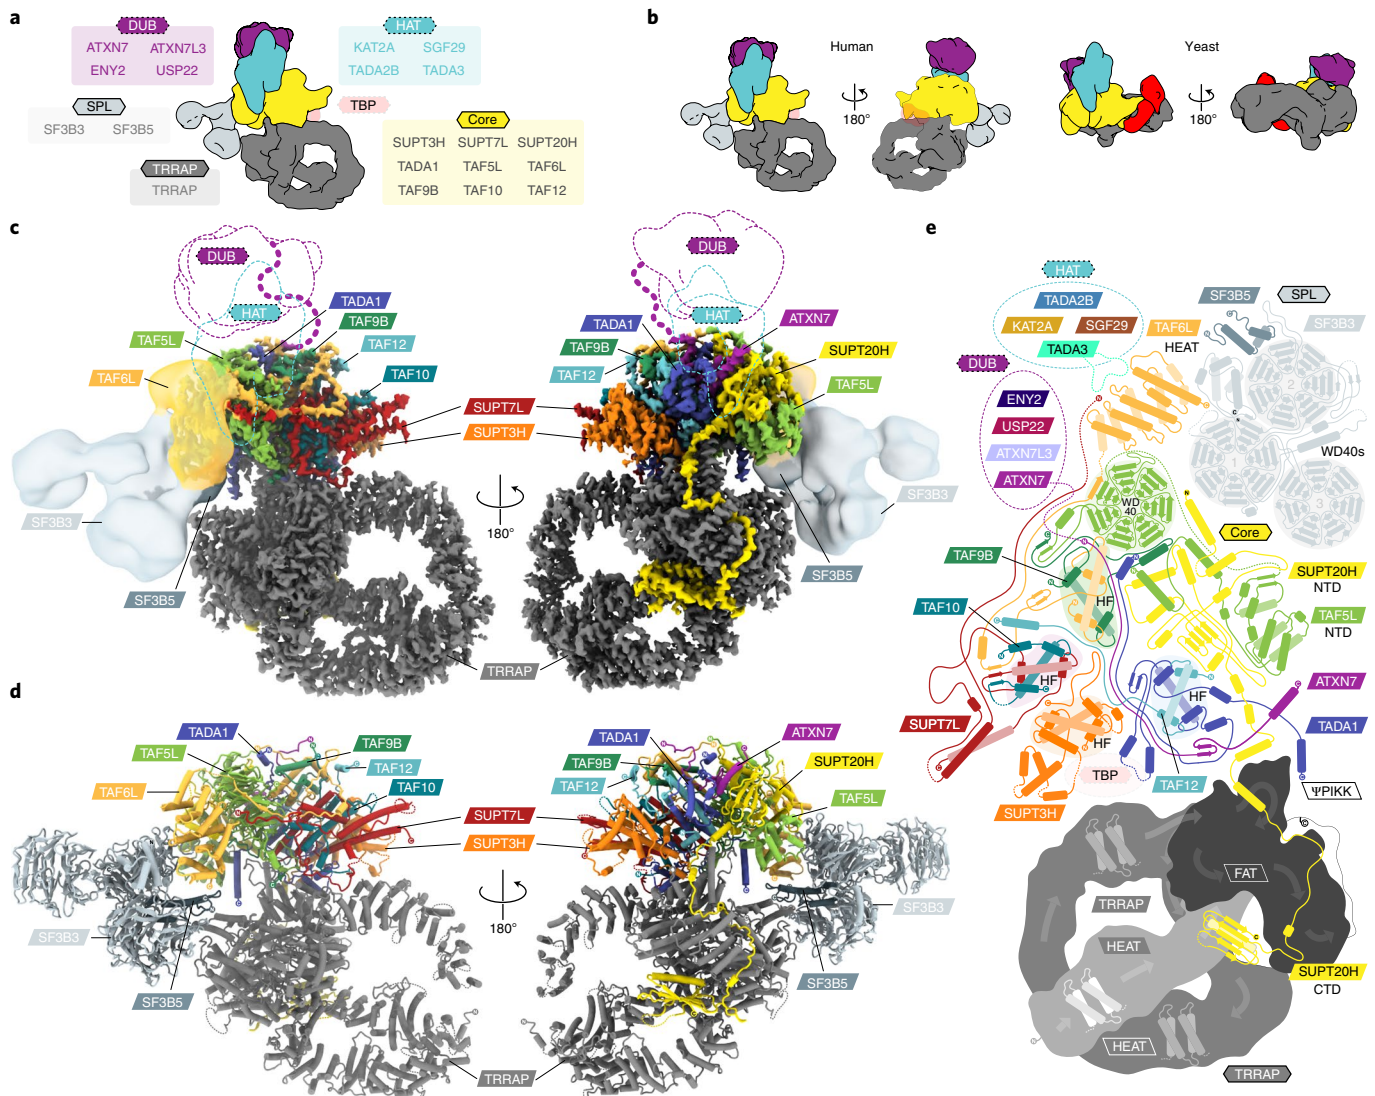 a
DUB
ATXN7 ATXN7L3
ENY2 USP22
HAT
KAT2A SGF29
TADA2B TADA3
SPL
SF3B3 SF3B5
TBP
Core
SUPT3H SUPT7L SUPT20H
TADA1 TAF5L TAF6L
TAF9B TAF10 TAF12
TRRAP
TRRAP
b
Human
180°
Yeast
180°
c
DUB
HAT
TADA1
TAF9B
TAF12
TAF5L
TAF6L
TAF10
SUPT7L
SUPT3H
SF3B3
SF3B5
180°
DUB
HAT
TADA1
ATXN7
TAF9B
SUPT20H
TAF12
TAF5L
SF3B3
SF3B5
TRRAP
d
TADA1
TAF5L
TAF9B
TAF12
TAF6L
TAF10
SUPT7L
SUPT3H
N
C
C
C
SF3B3
SF3B5
180°
TADA1
ATXN7
TAF9B
SUPT20H
TAF12
TAF5L
N
C
C
SF3B3
SF3B5
N
TRRAP
e
HAT
TADA2B
KAT2A SGF29
TADA3
DUB
ENY2
USP22
ATXN7L3
ATXN7
TAF6L
HEAT
SF3B5
SPL
SF3B3
N
C
N
C
2
1
3
WD40s
WD
40
N
Core
TAF9B
N
C
N
N
HF
SUPT20H
NTD
TAF5L
NTD
TAF10
C
C
N
HF
N
C
SUPT7L
C
HF
SUPT3H
TBP
HF
N
C
ATXN7
TADA1
TAF12
C
C
ΨPIKK
C
FAT
TRRAP
HEAT
C
SUPT20H
CTD
N
HEAT
TRRAP